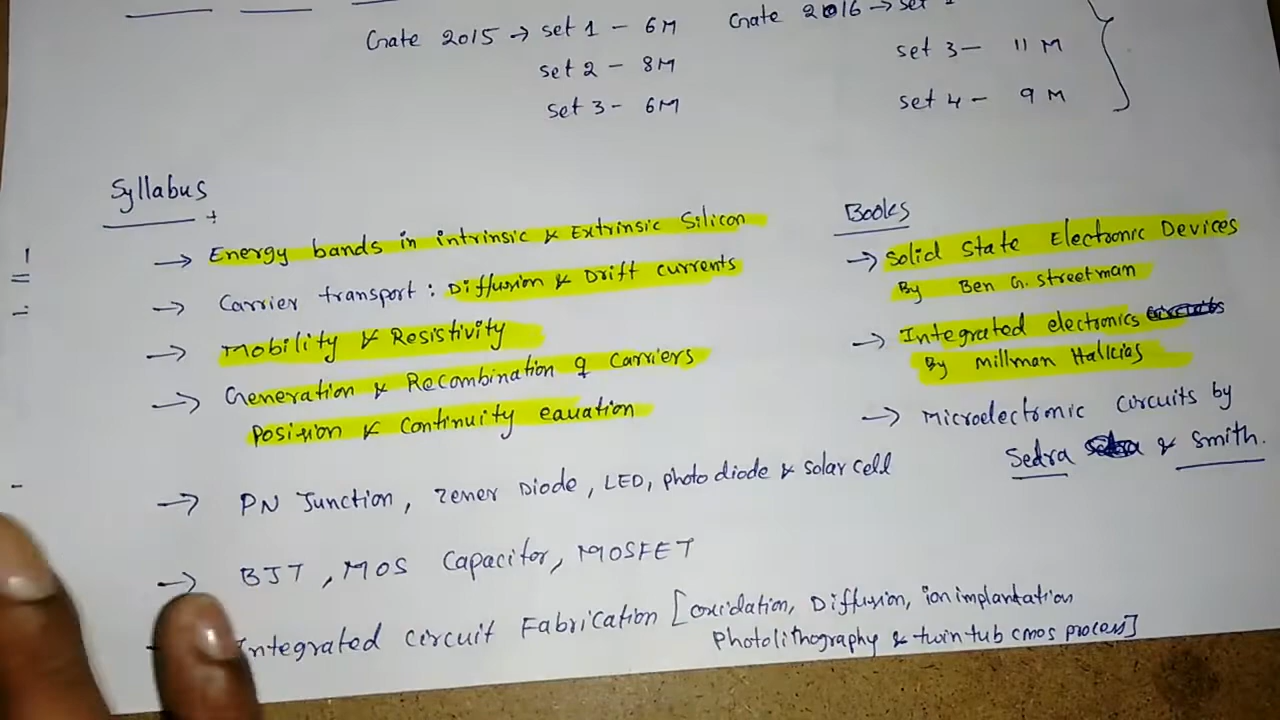 Gate 2015 → set 1 - 6M
set 2 - 8M
set 3 - 6M
Gate 2016 → set
set 3 - 11 M
set 4 - 9 M
Syllabus
→ Energy bands in intrinsic & Extrinsic Silicon
→ Carrier transport : Diffusion & Drift currents
→ Mobility & Resistivity
→ Generation & Recombination of Carriers
Poission & Continuity eauation
→ PN Junction, Zener Diode, LED, photo diode & solar cell
→ BJT, MOS Capacitor, MOSFET
Integrated circuit Fabrication [oxidation, Diffusion, ion implantation
Photolithography & twin tub cmos process]
Books
→ Solid State Electronic Devices
By Ben G. Streetman
→ Integrated electronics
By Millman Halkias
→ Microelectronic Circuits by
Sedra & Smith.